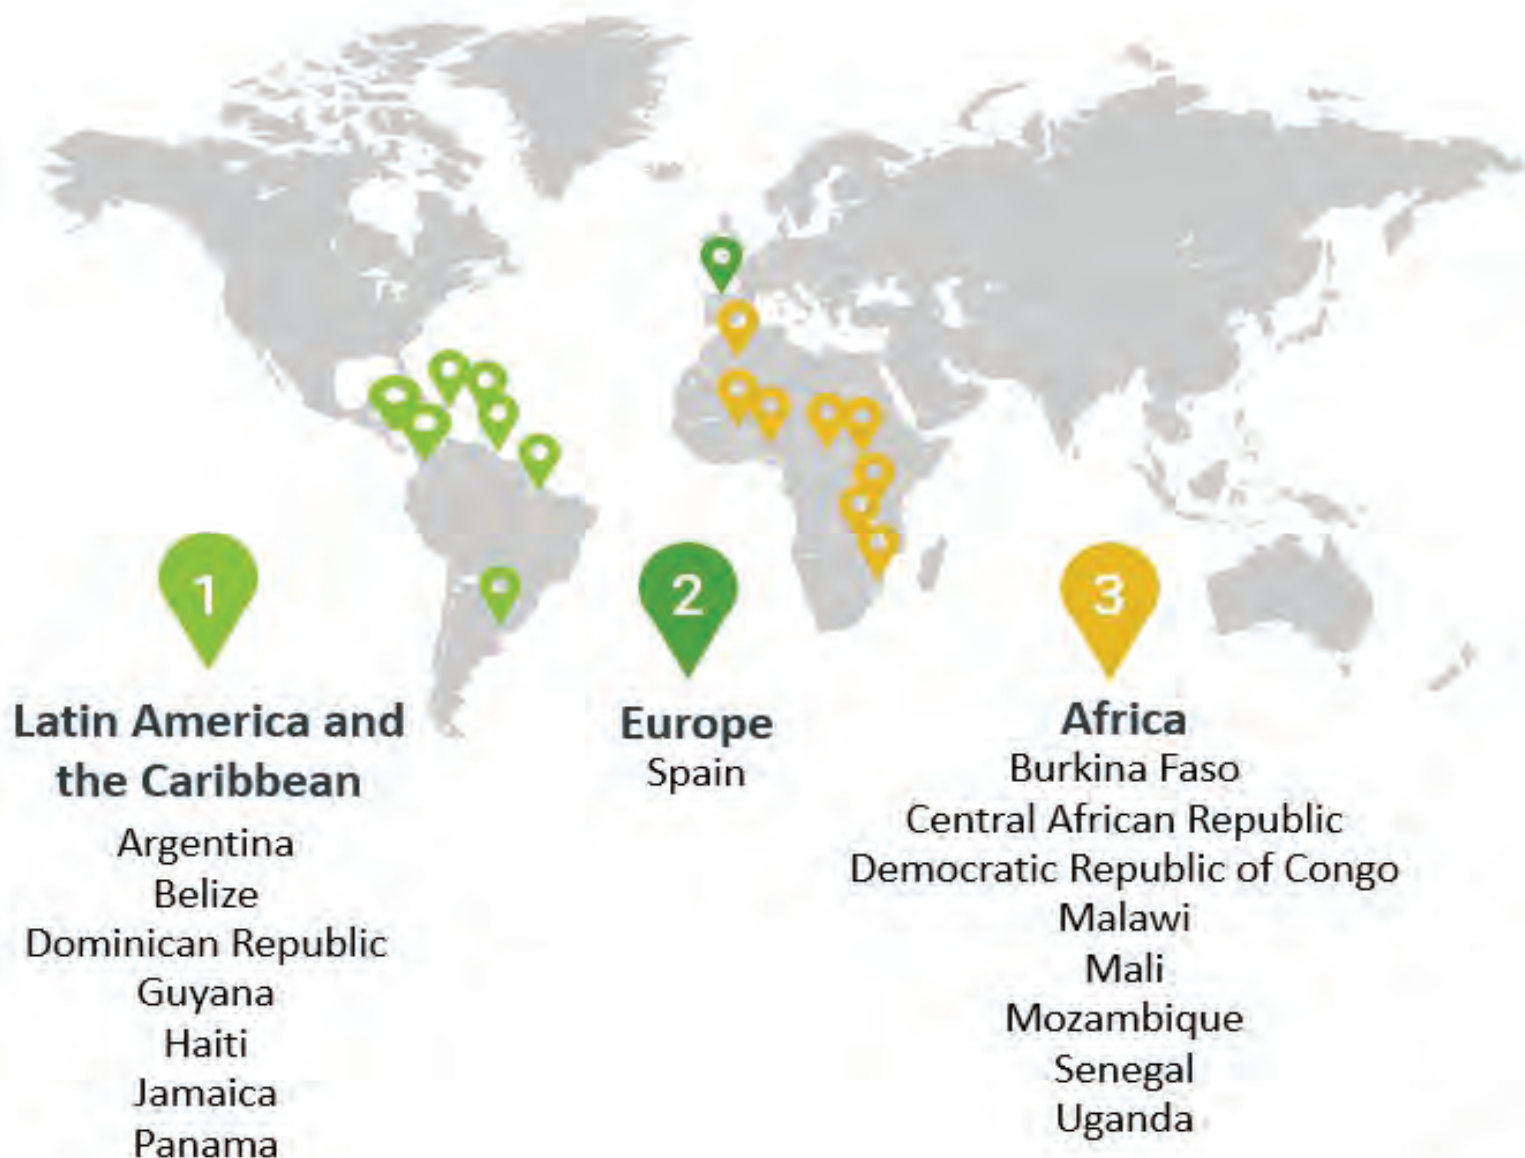 1
Latin America and
the Caribbean
Argentina
Belize
Dominican Republic
Guyana
Haiti
Jamaica
Panama
2
Europe
Spain
3
Africa
Burkina Faso
Central African Republic
Democratic Republic of Congo
Malawi
Mali
Mozambique
Senegal
Uganda